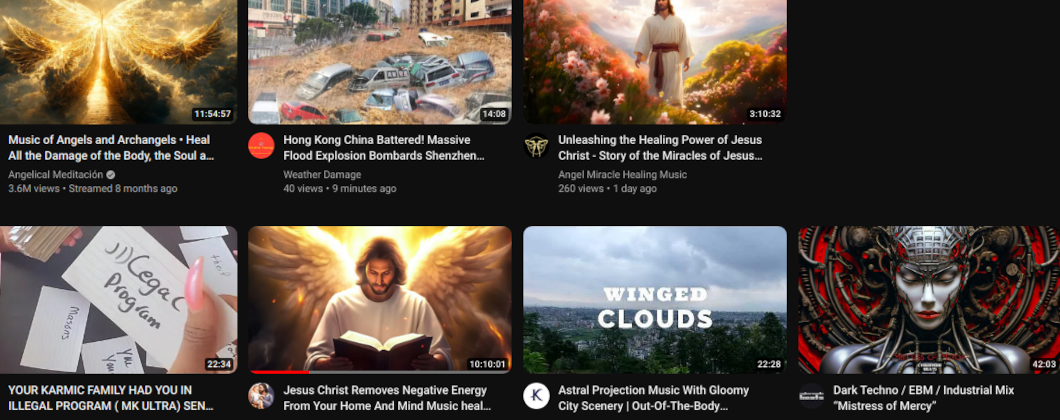 11:54:57
14:08
3:10:32
Music of Angels and Archangels • Heal
All the Damage of the Body, the Soul a...
Angelical Meditación
3.6M views • Streamed 8 months ago
Hong Kong China Battered! Massive
Flood Explosion Bombards Shenzhen...
Weather Damage
40 views • 9 minutes ago
Unleashing the Healing Power of Jesus
Christ - Story of the Miracles of Jesus...
Angel Miracle Healing Music
260 views • 1 day ago
Program
Masons
22:34
10:10:01
WINGED
CLOUDS
22:28
42:03
YOUR KARMIC FAMILY HAD YOU IN
ILLEGAL PROGRAM ( MK ULTRA) SEN...
Jesus Christ Removes Negative Energy
From Your Home And Mind Music heal...
K
Astral Projection Music With Gloomy
City Scenery | Out-Of-The-Body...
Dark Techno / EBM / Industrial Mix
“Mistress of Mercy”